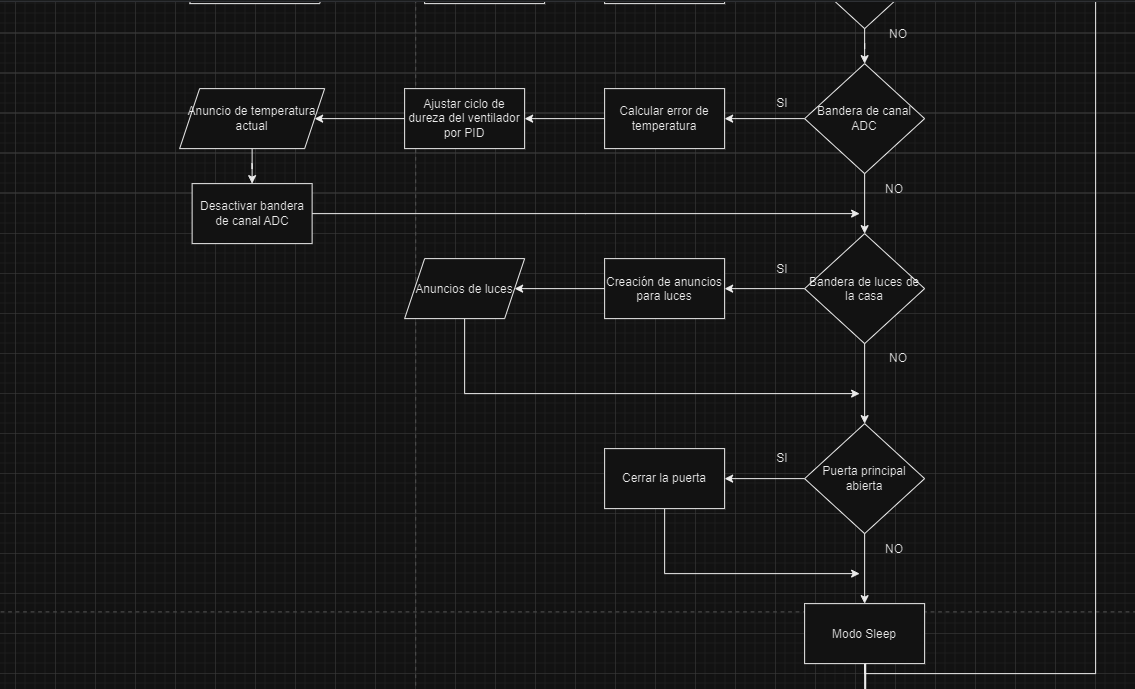 NO
SI
Bandera de canal
ADC
Calcular error de
temperatura
Ajustar ciclo de
dureza del ventilador
por PID
Anuncio de temperatura
actual
NO
Desactivar bandera
de canal ADC
SI
Bandera de luces de
la casa
Creación de anuncios
para luces
Anuncios de luces
NO
SI
Puerta principal
abierta
Cerrar la puerta
NO
Modo Sleep